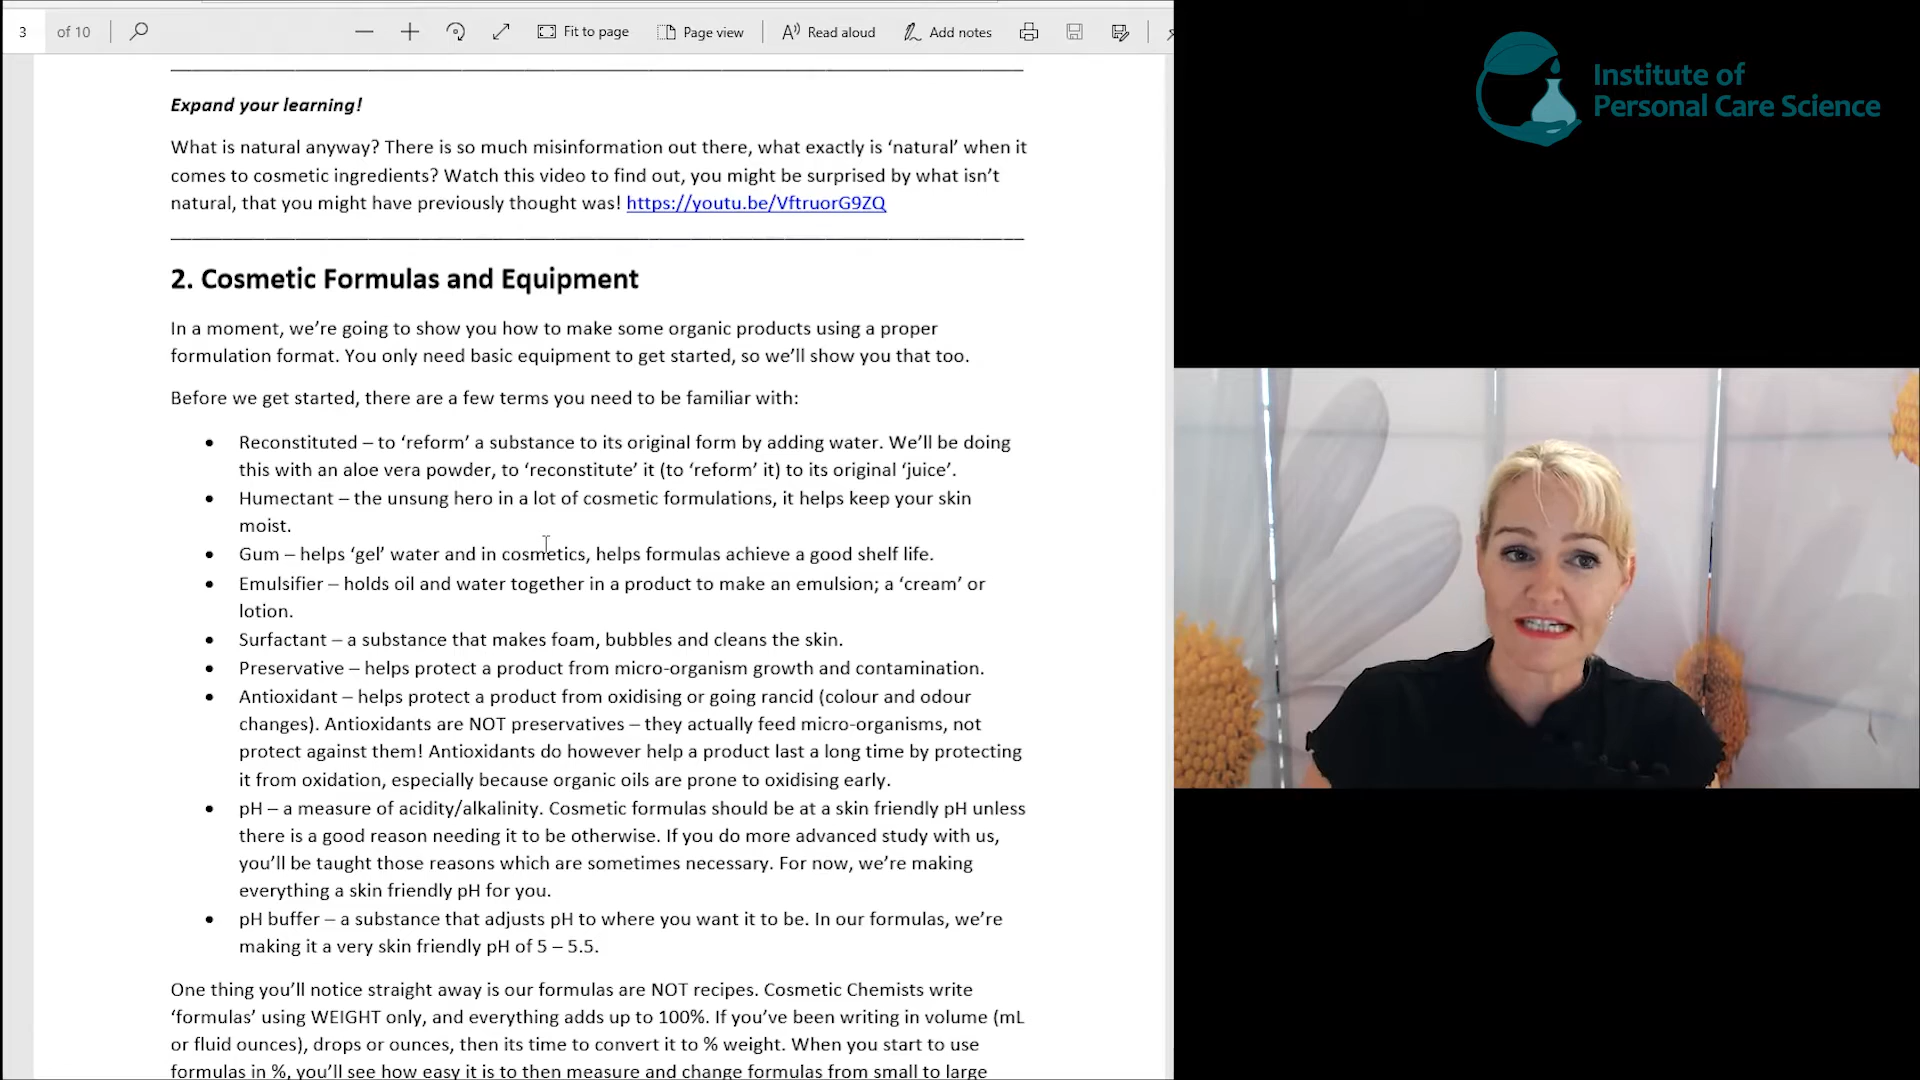 3 of 10 Fit to page Page view Read aloud Add notes
Institute of
Personal Care Science
Expand your learning!
What is natural anyway? There is so much misinformation out there, what exactly is ‘natural’ when it
comes to cosmetic ingredients? Watch this video to find out, you might be surprised by what isn’t
natural, that you might have previously thought was! https://youtu.be/VftruorG9ZQ
2. Cosmetic Formulas and Equipment
In a moment, we’re going to show you how to make some organic products using a proper
formulation format. You only need basic equipment to get started, so we’ll show you that too.
Before we get started, there are a few terms you need to be familiar with:
• Reconstituted – to ‘reform’ a substance to its original form by adding water. We’ll be doing
this with an aloe vera powder, to ‘reconstitute’ it (to ‘reform’ it) to its original ‘juice’.
• Humectant – the unsung hero in a lot of cosmetic formulations, it helps keep your skin
moist.
• Gum – helps ‘gel’ water and in cosmetics, helps formulas achieve a good shelf life.
• Emulsifier – holds oil and water together in a product to make an emulsion; a ‘cream’ or
lotion.
• Surfactant – a substance that makes foam, bubbles and cleans the skin.
• Preservative – helps protect a product from micro-organism growth and contamination.
• Antioxidant – helps protect a product from oxidising or going rancid (colour and odour
changes). Antioxidants are NOT preservatives – they actually feed micro-organisms, not
protect against them! Antioxidants do however help a product last a long time by protecting
it from oxidation, especially because organic oils are prone to oxidising early.
• pH – a measure of acidity/alkalinity. Cosmetic formulas should be at a skin friendly pH unless
there is a good reason needing it to be otherwise. If you do more advanced study with us,
you’ll be taught those reasons which are sometimes necessary. For now, we’re making
everything a skin friendly pH for you.
• pH buffer – a substance that adjusts pH to where you want it to be. In our formulas, we’re
making it a very skin friendly pH of 5 – 5.5.
One thing you’ll notice straight away is our formulas are NOT recipes. Cosmetic Chemists write
‘formulas’ using WEIGHT only, and everything adds up to 100%. If you’ve been writing in volume (mL
or fluid ounces), drops or ounces, then its time to convert it to % weight. When you start to use
formulas in %, you’ll see how easy it is to then measure and change formulas from small to large